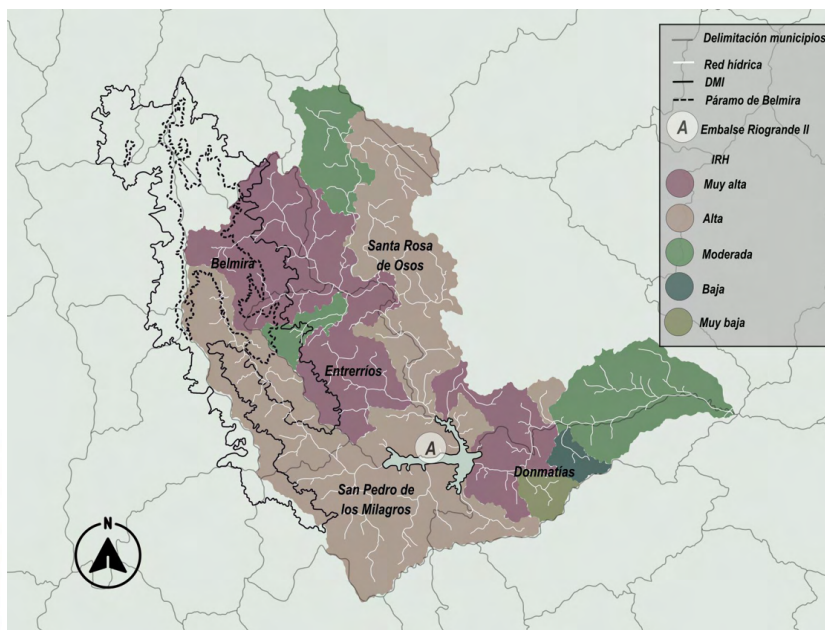 Delimitación municipios
Red hídrica
DMI
Páramo de Belmira
A
Embalse Riogrande II
IRH
Muy alta
Alta
Moderada
Baja
Muy baja
Santa Rosa
de Osos
Belmira
Entrerrios
A
Donmatías
San Pedro de
los Milagros
N